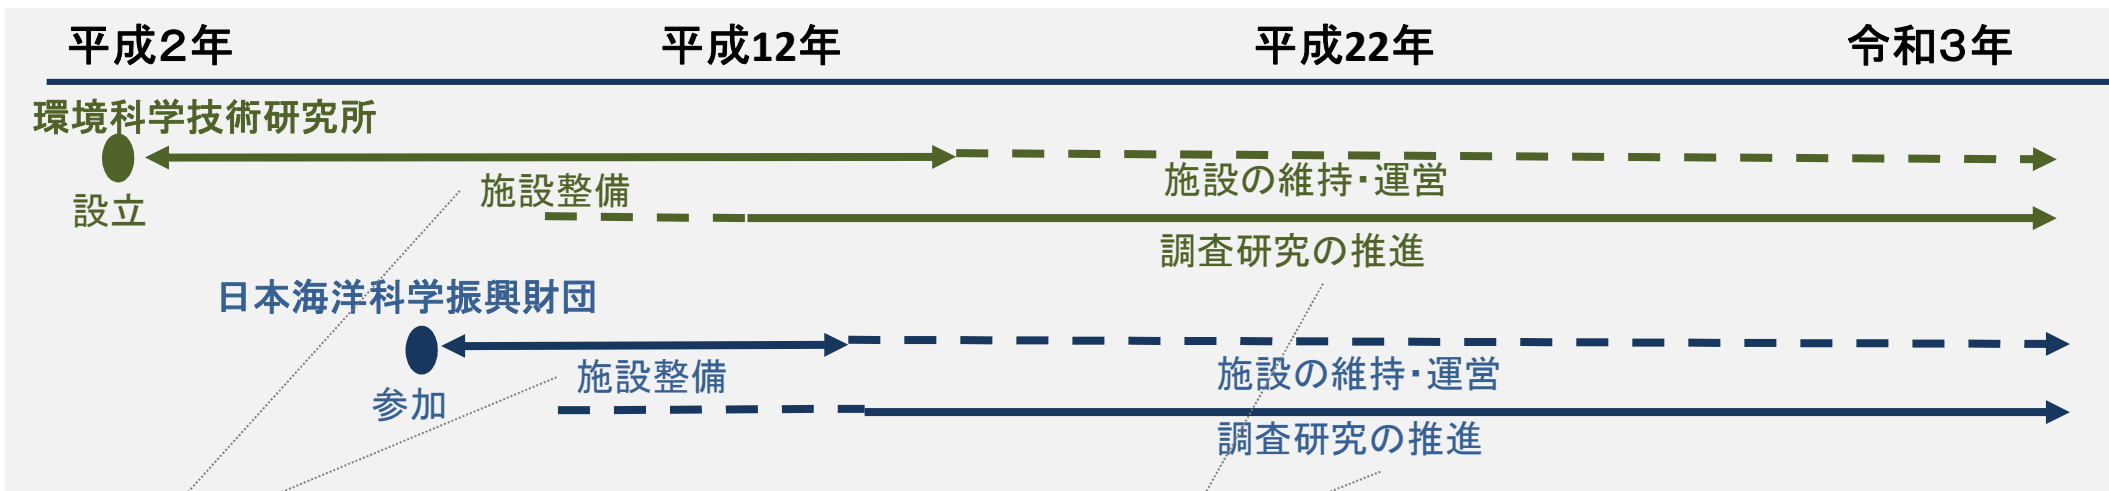 平成２年 平成12年 平成22年 令和３年
環境科学技術研究所
設立
施設整備
施設の維持・運営
調査研究の推進
日本海洋科学振興財団
参加
施設整備
施設の維持・運営
調査研究の推進